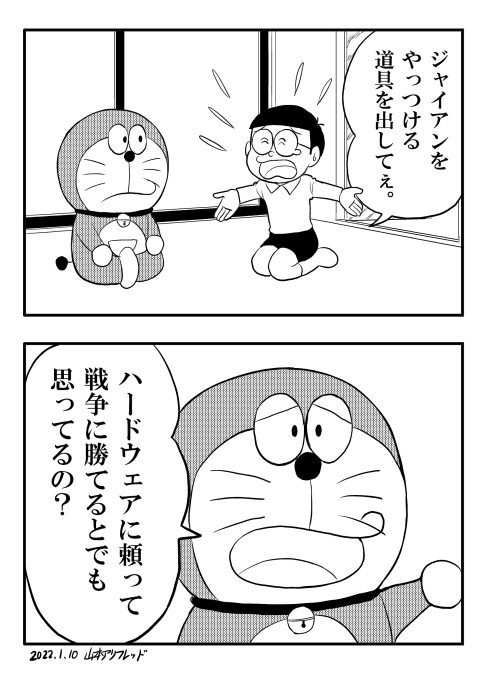 ジャイアンを
やっつける
道具を出してぇ。
ハードウェアに頼って
戦争に勝てるとでも
思ってるの？
2022.1.10 山本アリフレッド